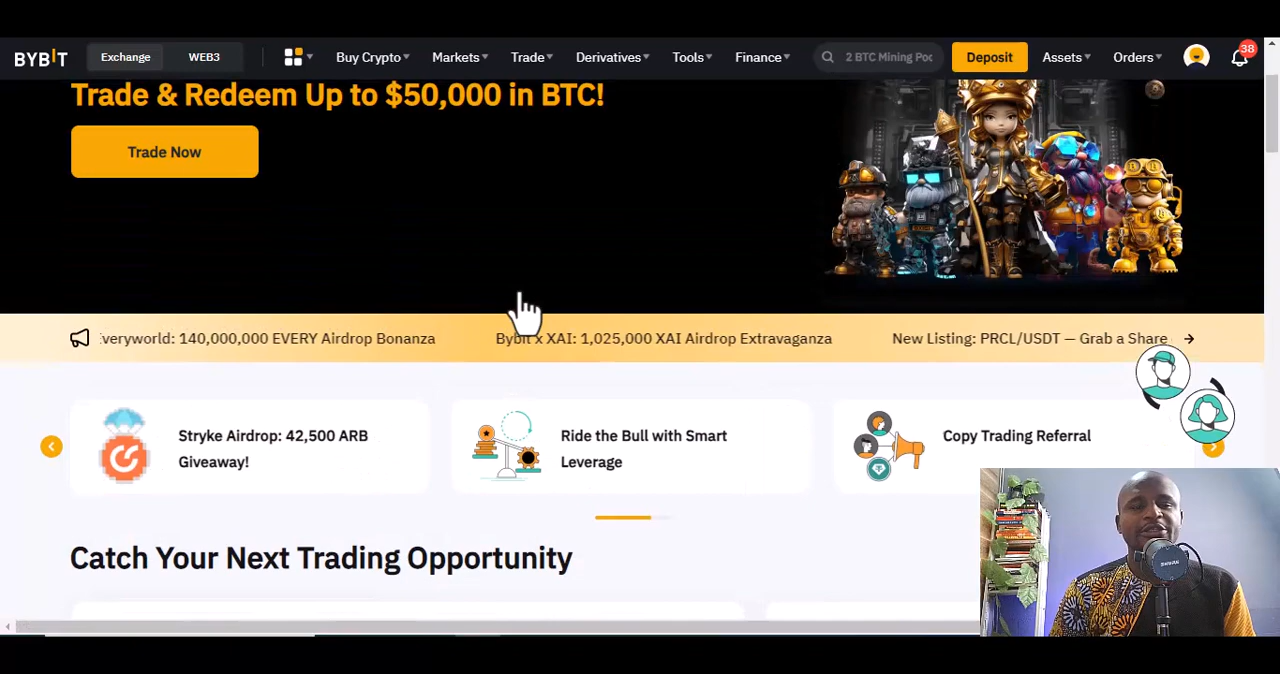 BYBIT Exchange WEB3 Buy Crypto Markets Trade Derivatives Tools Finance 2 BTC Mining Poc Deposit Assets Orders 38
Trade & Redeem Up to $50,000 in BTC!
Trade Now
Everyworld: 140,000,000 EVERY Airdrop Bonanza Bybit x XAI: 1,025,000 XAI Airdrop Extravaganza New Listing: PRCL/USDT — Grab a Share
Stryke Airdrop: 42,500 ARB
Giveaway!
Ride the Bull with Smart
Leverage
Copy Trading Referral
Catch Your Next Trading Opportunity